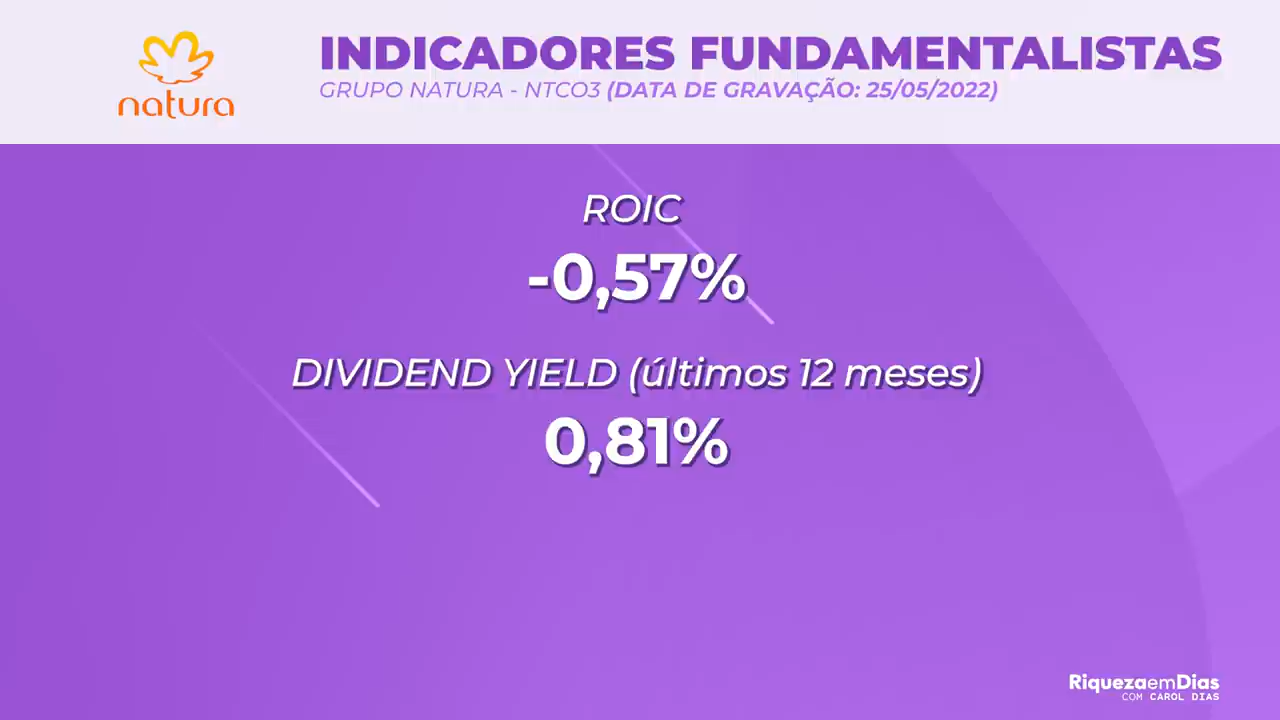 natura
INDICADORES FUNDAMENTALISTAS
GRUPO NATURA - NTCO3 (DATA DE GRAVAÇÃO: 25/05/2022)
ROIC
-0,57%
DIVIDEND YIELD (últimos 12 meses)
0,81%
RiquezaemDias
COM CAROL DIAS